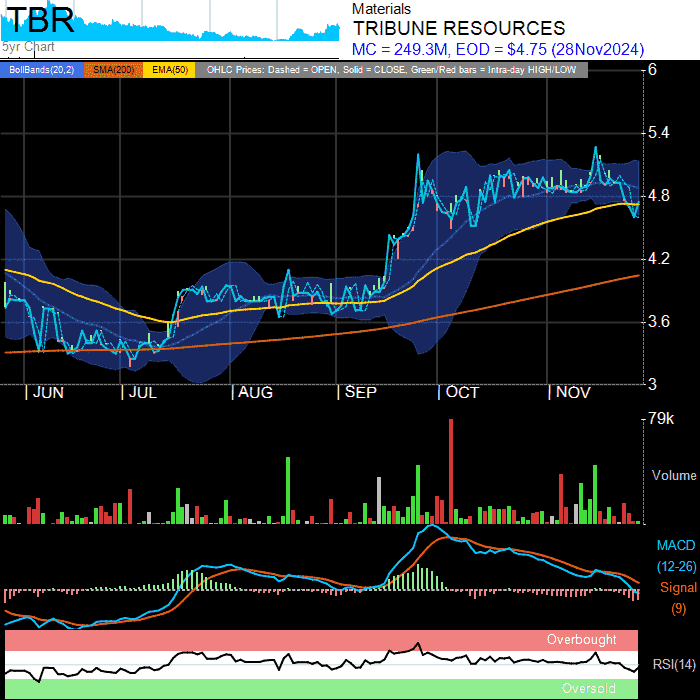 TBR
5yr Chart
Materials
TRIBUNE RESOURCES
MC = 249.3M, EOD = $4.75 (28Nov2024)
BollBands(20,2) SMA(200) EMA(50) OHLC Prices: Dashed = OPEN, Solid = CLOSE, Green/Red bars = Intra-day HIGH/LOW
6
5.4
4.8
4.2
3.6
3
JUN JUL AUG SEP OCT NOV
79k
Volume
MACD
(12-26)
Signal
(9)
Overbought
RSI(14)
Oversold